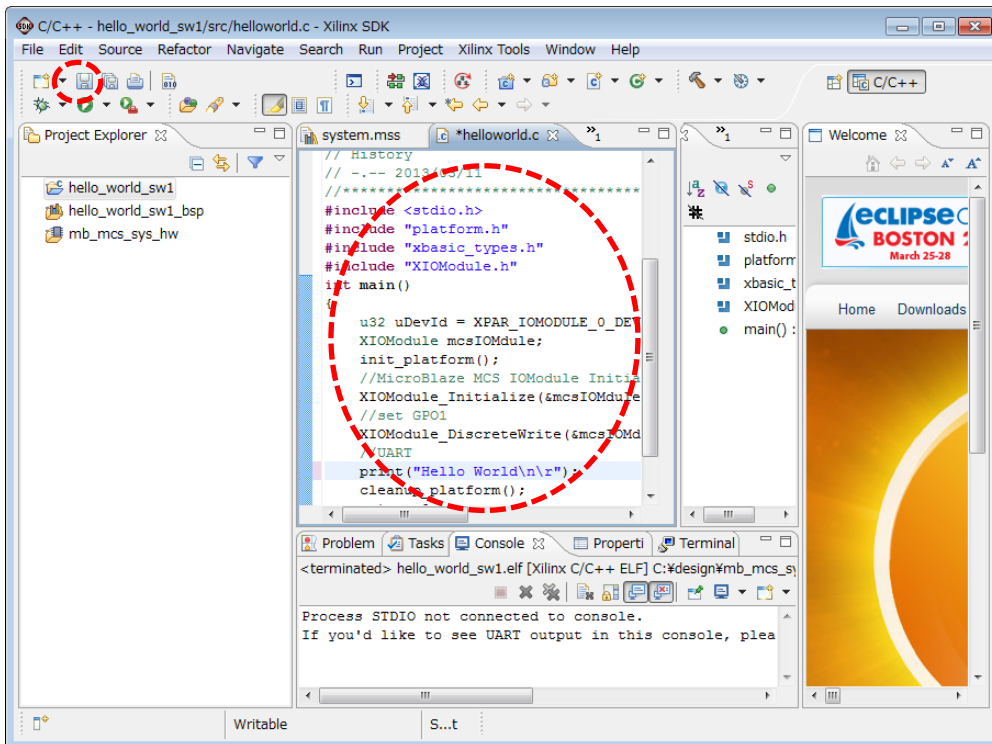 C/C++ - hello_world_sw1/src/helloworld.c - Xilinx SDK
File Edit Source Refactor Navigate Search Run Project Xilinx Tools Window Help
C/C++
Project Explorer
hello_world_sw1
hello_world_sw1_bsp
mb_mcs_sys_hw
system.mss *helloworld.c »1
// History
// -.-- 2013/03/11
//**********************************
#include <stdio.h>
#include "platform.h"
#include "xbasic_types.h"
#include "XIOModule.h"
int main()
{
u32 uDevId = XPAR_IOMODULE_0_DEV
XIOModule mcsIOMdule;
init_platform();
//MicroBlaze MCS IOModule Initia
XIOModule_Initialize(&mcsIOMdule
//set GPO1
XIOModule_DiscreteWrite(&mcsIOMd
//UART
print("Hello World\n\r");
cleanup_platform();
»1
stdio.h
platform
xbasic_t
XIOMod
main() :
Welcome
eclipse
BOSTON
March 25-28
Home Downloads
Problem Tasks Console Properti Terminal
<terminated> hello_world_sw1.elf [Xilinx C/C++ ELF] C:¥design¥mb_mcs_sy
Process STDIO not connected to console.
If you'd like to see UART output in this console, plea
Writable S...t